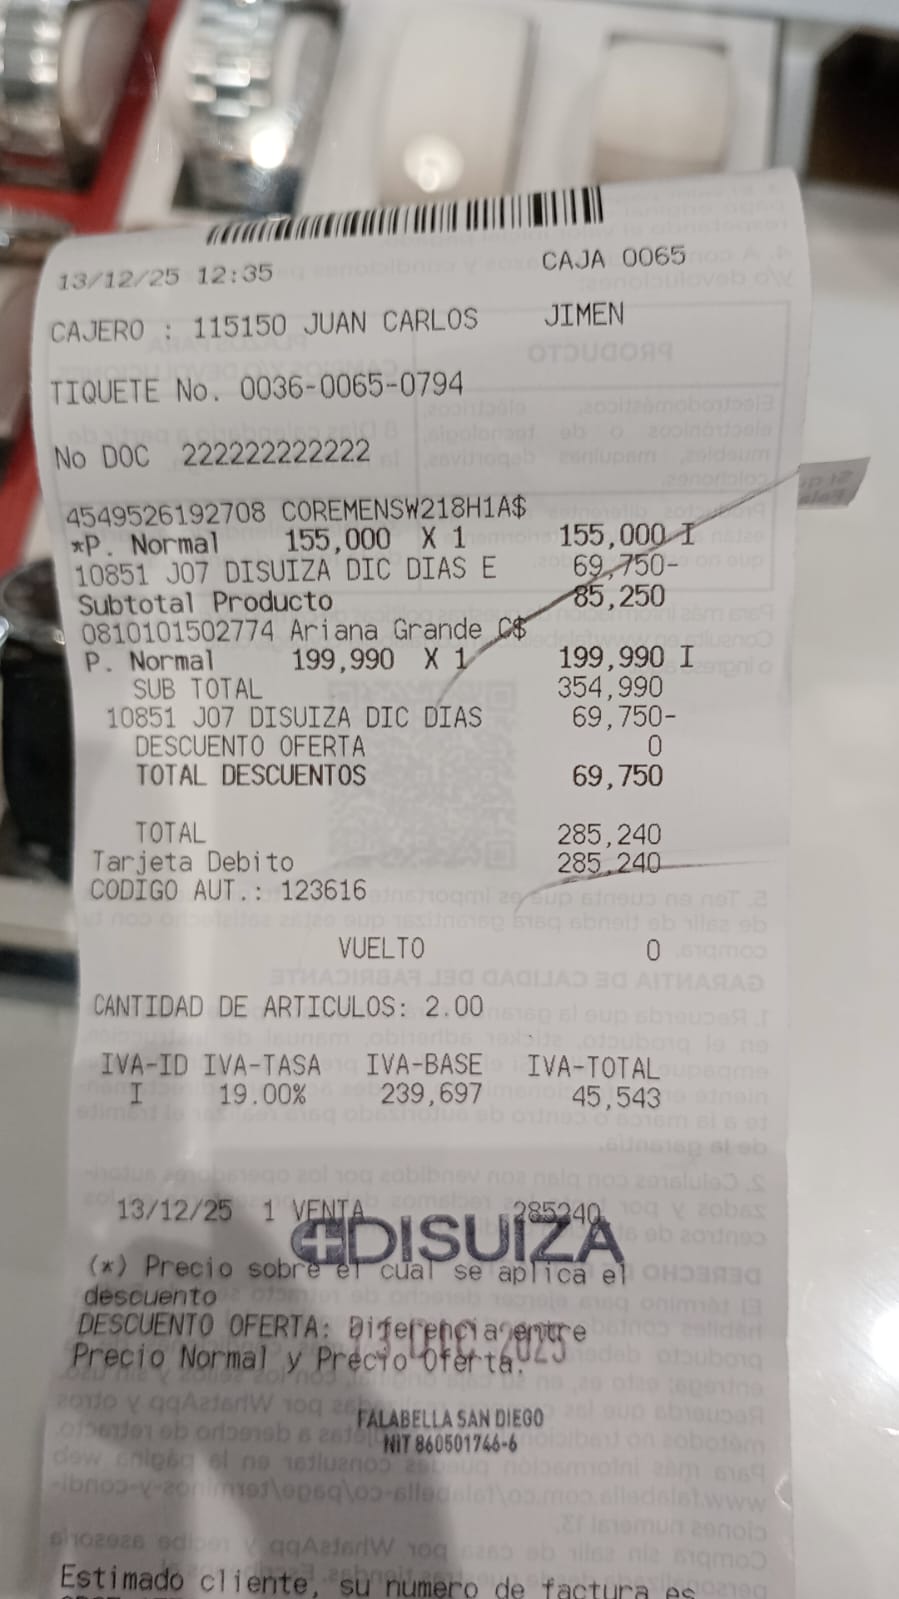 13/12/25 12:35 CAJA 0065
CAJERO : 115150 JUAN CARLOS JIMEN
TIQUETE No. 0036-0065-0794
No DOC 222222222222
4549526192708 COREMENSW218H1A$
*P. Normal 155,000 X 1 155,000 I
10851 J07 DISUIZA DIC DIAS E 69,750-
Subtotal Producto 85,250
0810101502774 Ariana Grande C$
P. Normal 199,990 X 1 199,990 I
SUB TOTAL 354,990
10851 J07 DISUIZA DIC DIAS 69,750-
DESCUENTO OFERTA 0
TOTAL DESCUENTOS 69,750
TOTAL 285,240
Tarjeta Debito 285,240
CODIGO AUT.: 123616
VUELTO 0
CANTIDAD DE ARTICULOS: 2.00
IVA-ID IVA-TASA IVA-BASE IVA-TOTAL
I 19.00% 239,697 45,543
13/12/25 1 VENTA 285240
DISUIZA
(*) Precio sobre el cual se aplica el
descuento
DESCUENTO OFERTA: Diferencia entre
13 DIC 2025
Precio Normal y Precio Oferta.
FALABELLA SAN DIEGO
NIT 860501746-6
Estimado cliente, su numero de factura es